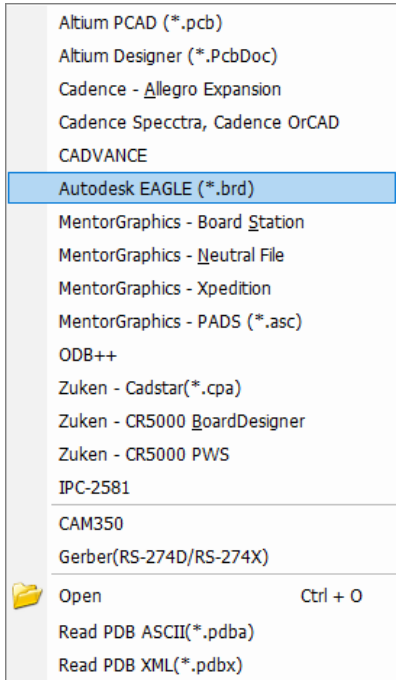 Altium PCAD (*.pcb)
Altium Designer (*.PcbDoc)
Cadence - Allegro Expansion
Cadence Specctra, Cadence OrCAD
CADVANCE
Autodesk EAGLE (*.brd)
MentorGraphics - Board Station
MentorGraphics - Neutral File
MentorGraphics - Xpedition
MentorGraphics - PADS (*.asc)
ODB++
Zuken - Cadstar(*.cpa)
Zuken - CR5000 BoardDesigner
Zuken - CR5000 PWS
IPC-2581
CAM350
Gerber(RS-274D/RS-274X)
Open Ctrl + O
Read PDB ASCII(*.pdba)
Read PDB XML(*.pdbx)